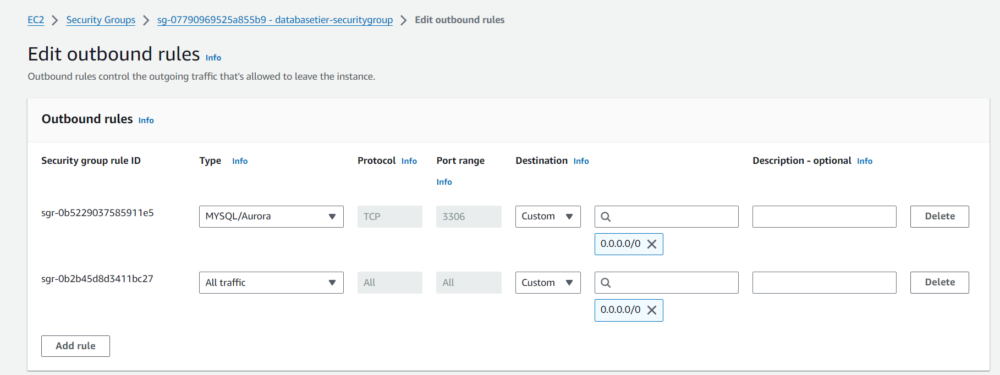 EC2 > Security Groups > sg-07790969525a855b9 - databasetier-securitygroup > Edit outbound rules
Edit outbound rules Info
Outbound rules control the outgoing traffic that's allowed to leave the instance.
Outbound rules Info
Security group rule ID Type Info Protocol Info Port range Info Destination Info Description - optional Info
sgr-0b5229037585911e5 MYSQL/Aurora TCP 3306 Custom Delete
0.0.0.0/0
sgr-0b2b45d8d3411bc27 All traffic All All Custom Delete
0.0.0.0/0
Add rule